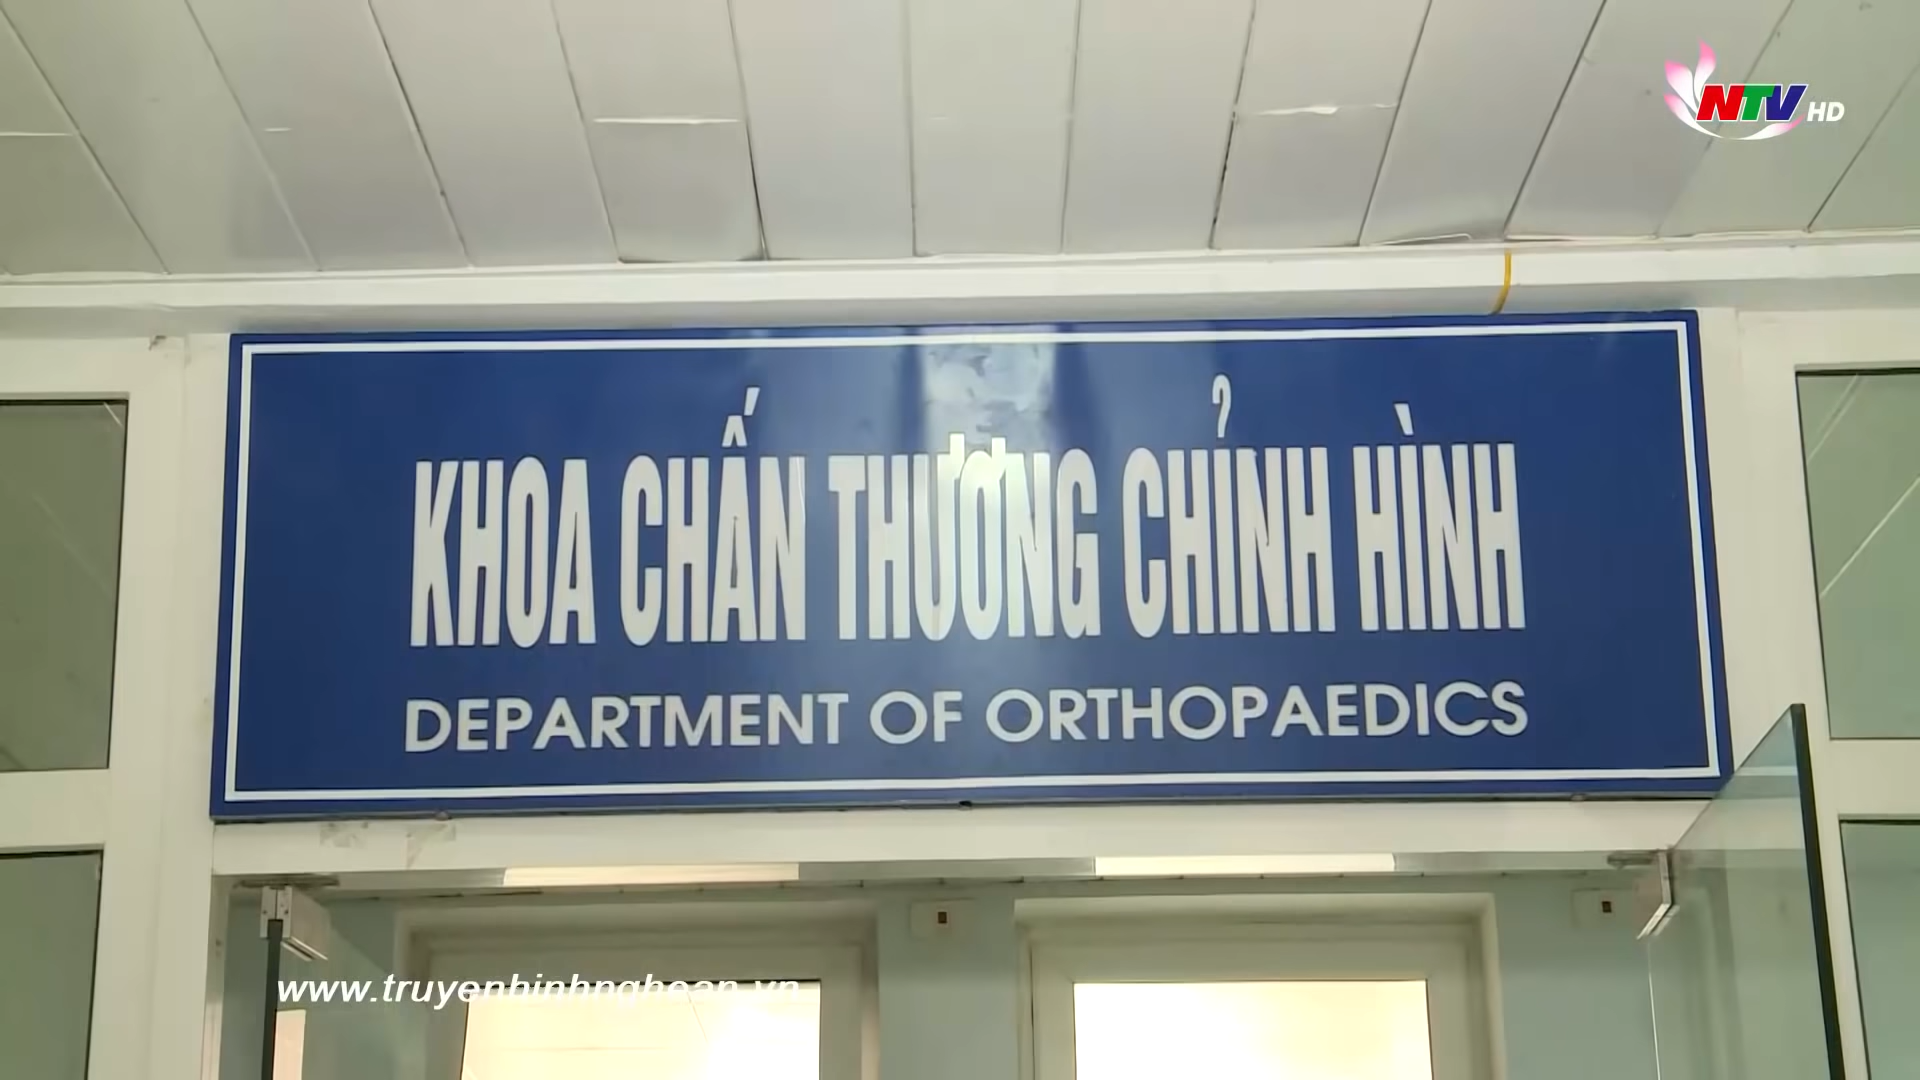 NTV HD
KHOA CHẤN THƯƠNG CHỈNH HÌNH
DEPARTMENT OF ORTHOPAEDICS
www.truyenhinhnghean.vn